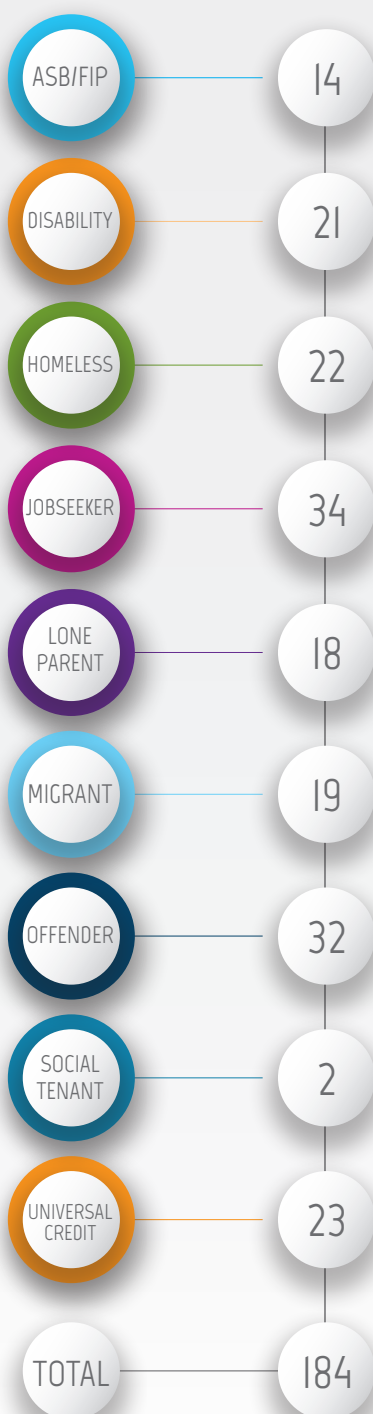 ASB/FIP 14
DISABILITY 21
HOMELESS 22
JOBSEEKER 34
LONE
PARENT 18
MIGRANT 19
OFFENDER 32
SOCIAL
TENANT 2
UNIVERSAL
CREDIT 23
TOTAL 184